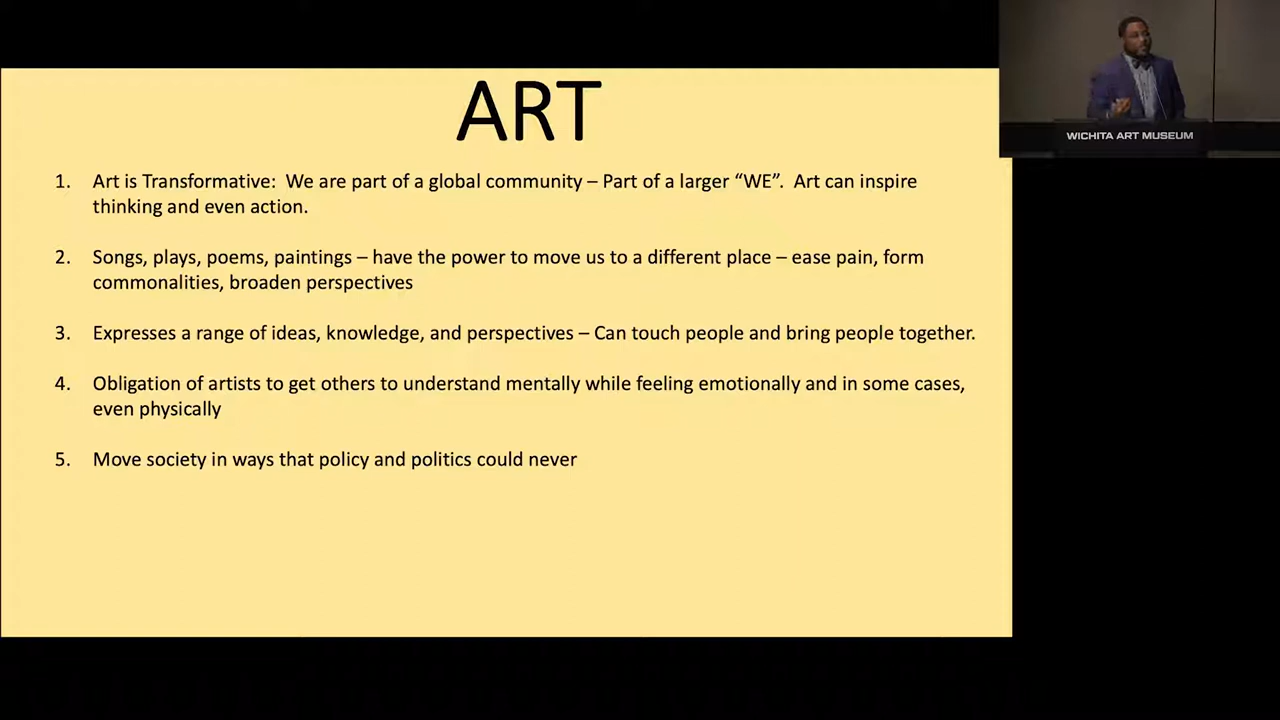 ART
1. Art is Transformative: We are part of a global community – Part of a larger “WE”. Art can inspire
thinking and even action.
2. Songs, plays, poems, paintings – have the power to move us to a different place – ease pain, form
commonalities, broaden perspectives
3. Expresses a range of ideas, knowledge, and perspectives – Can touch people and bring people together.
4. Obligation of artists to get others to understand mentally while feeling emotionally and in some cases,
even physically
5. Move society in ways that policy and politics could never
WICHITA ART MUSEUM